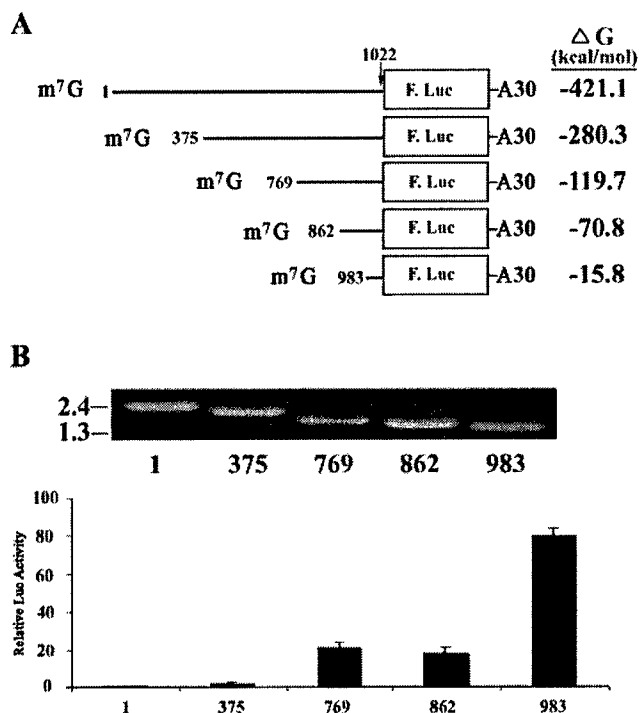 A
△ G
(kcal/mol)
1022
m⁷G 1 F. Luc -A30 -421.1
m⁷G 375 F. Luc -A30 -280.3
m⁷G 769 F. Luc -A30 -119.7
m⁷G 862 F. Luc -A30 -70.8
m⁷G 983 F. Luc -A30 -15.8
B
2.4
1.3
1 375 769 862 983
Relative Luc Activity
100
80
60
40
20
0
1 375 769 862 983